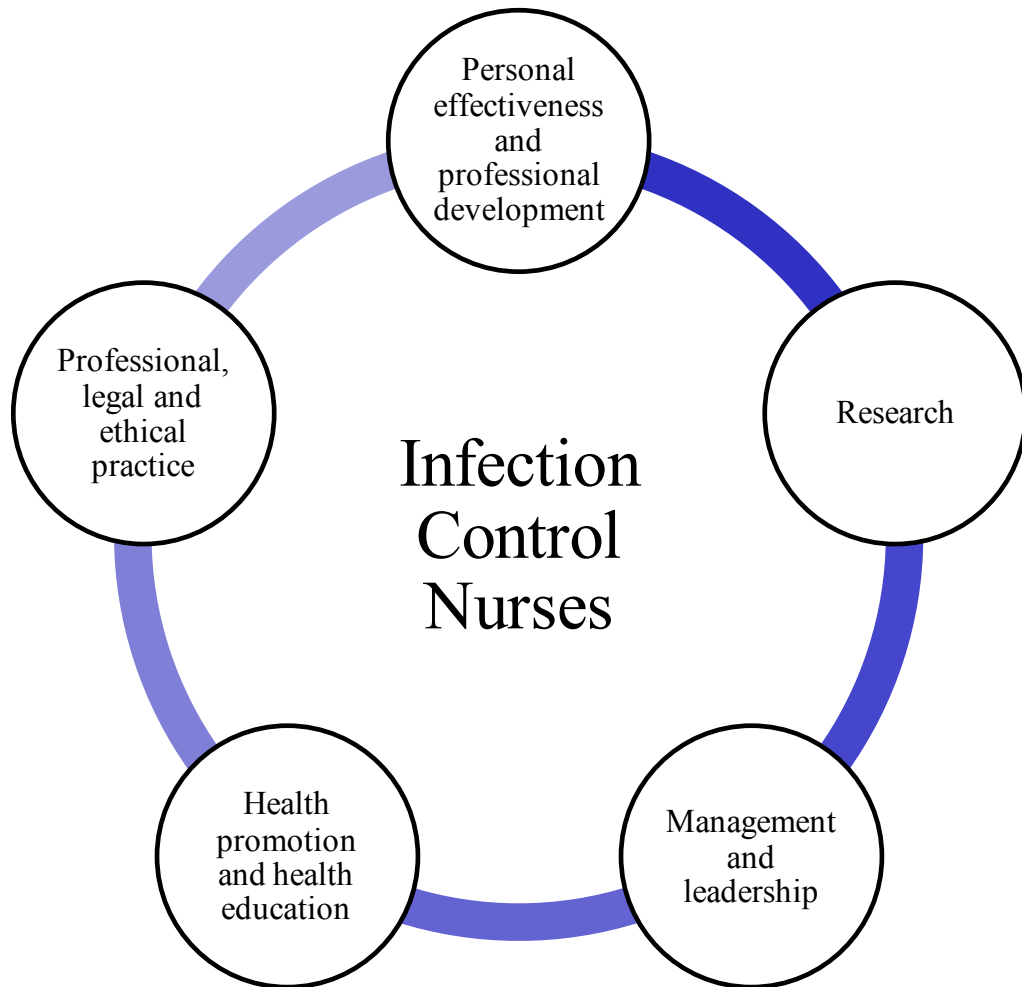 Personal
effectiveness
and
professional
development
Research
Management
and
leadership
Health
promotion
and health
education
Professional,
legal and
ethical
practice
Infection
Control
Nurses